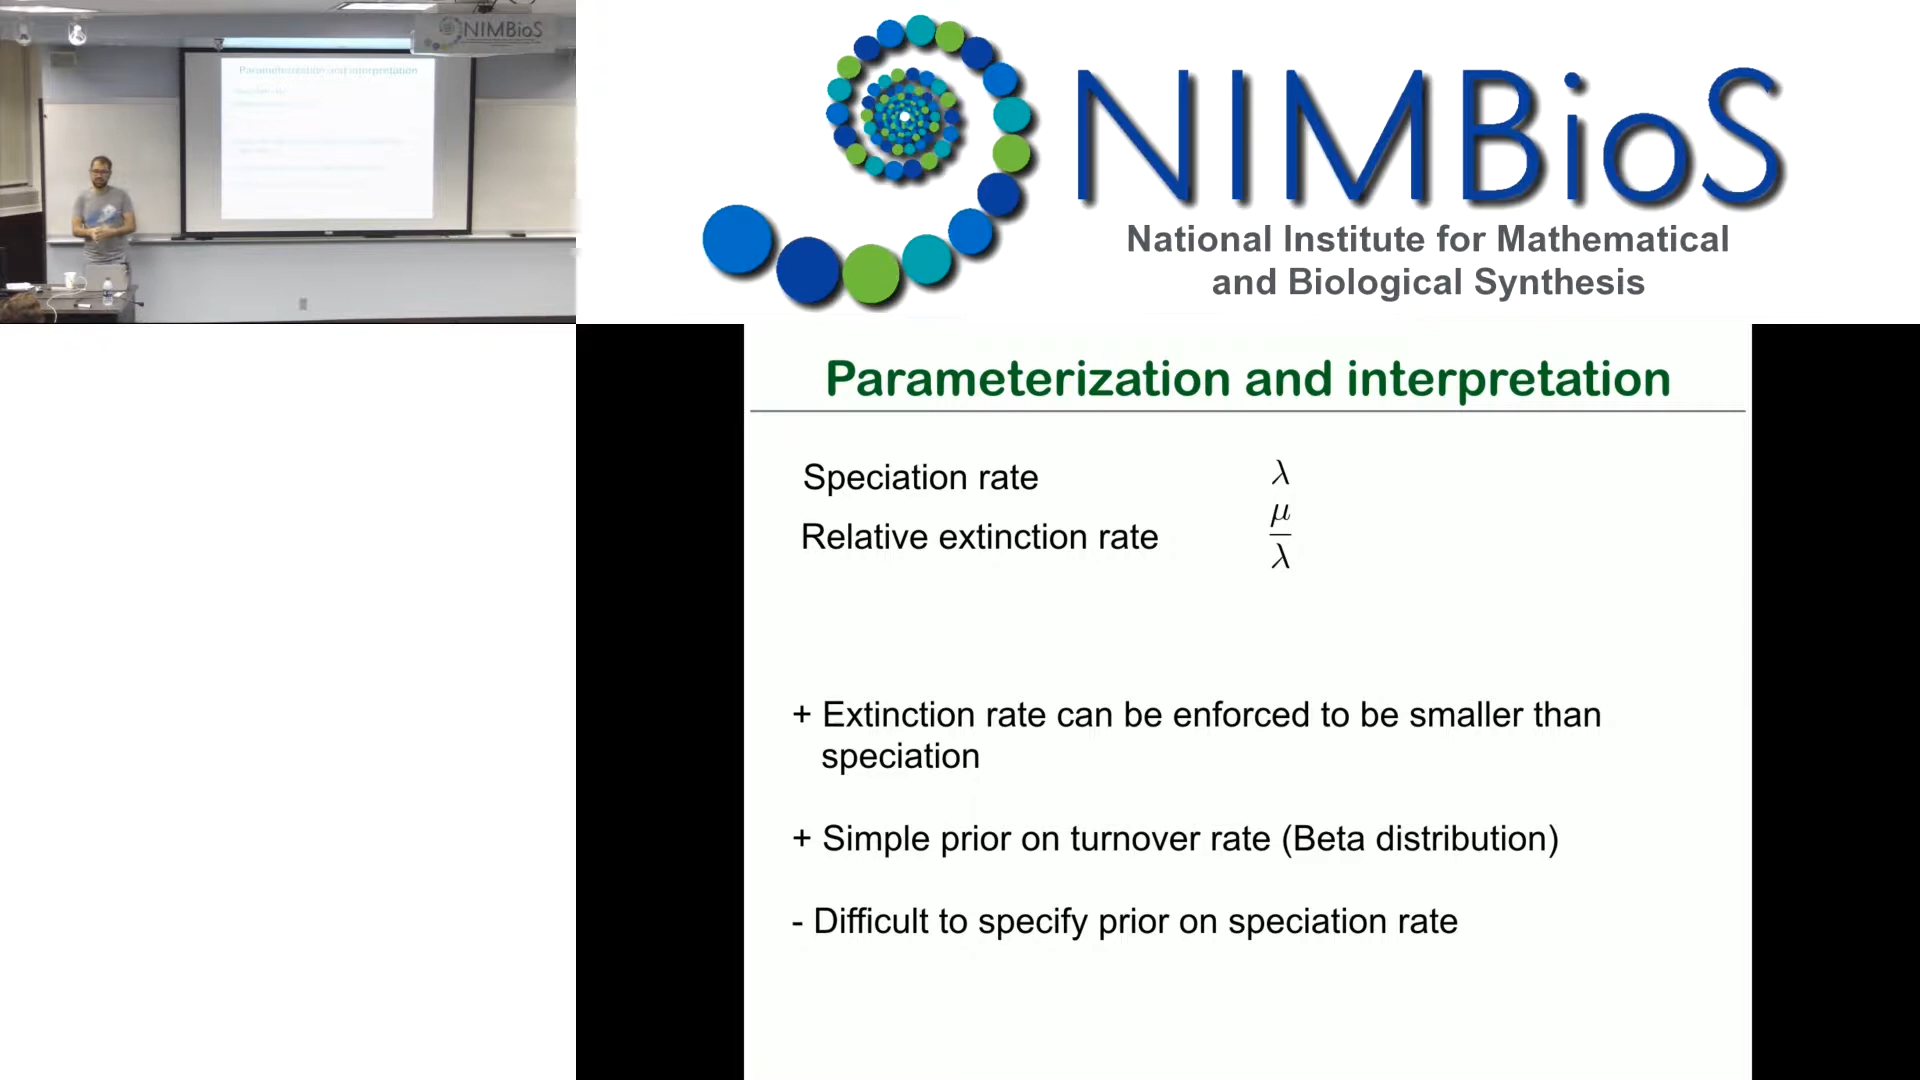 NIMBioS
Parameterization and interpretation
NIMBioS
National Institute for Mathematical
and Biological Synthesis
Parameterization and interpretation
Speciation rate λ
Relative extinction rate μ/λ
+ Extinction rate can be enforced to be smaller than
speciation
+ Simple prior on turnover rate (Beta distribution)
- Difficult to specify prior on speciation rate